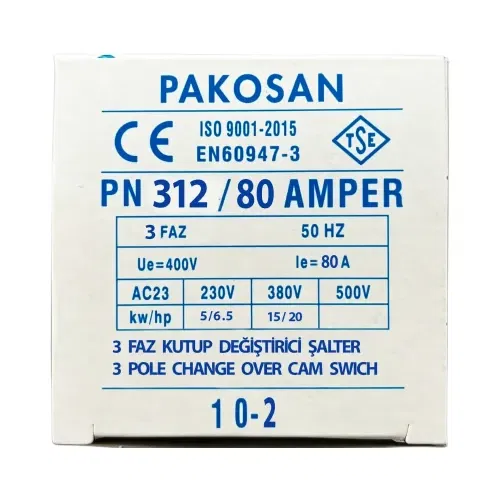 PAKOSAN
CE ISO 9001-2015 TSE
EN60947-3
PN 312 / 80 AMPER
3 FAZ 50 HZ
Ue=400V Ie=80A
AC23 230V 380V 500V
kw/hp 5/6.5 15/20
3 FAZ KUTUP DEĞİŞTİRİCİ ŞALTER
3 POLE CHANGE OVER CAM SWICH
1 0-2